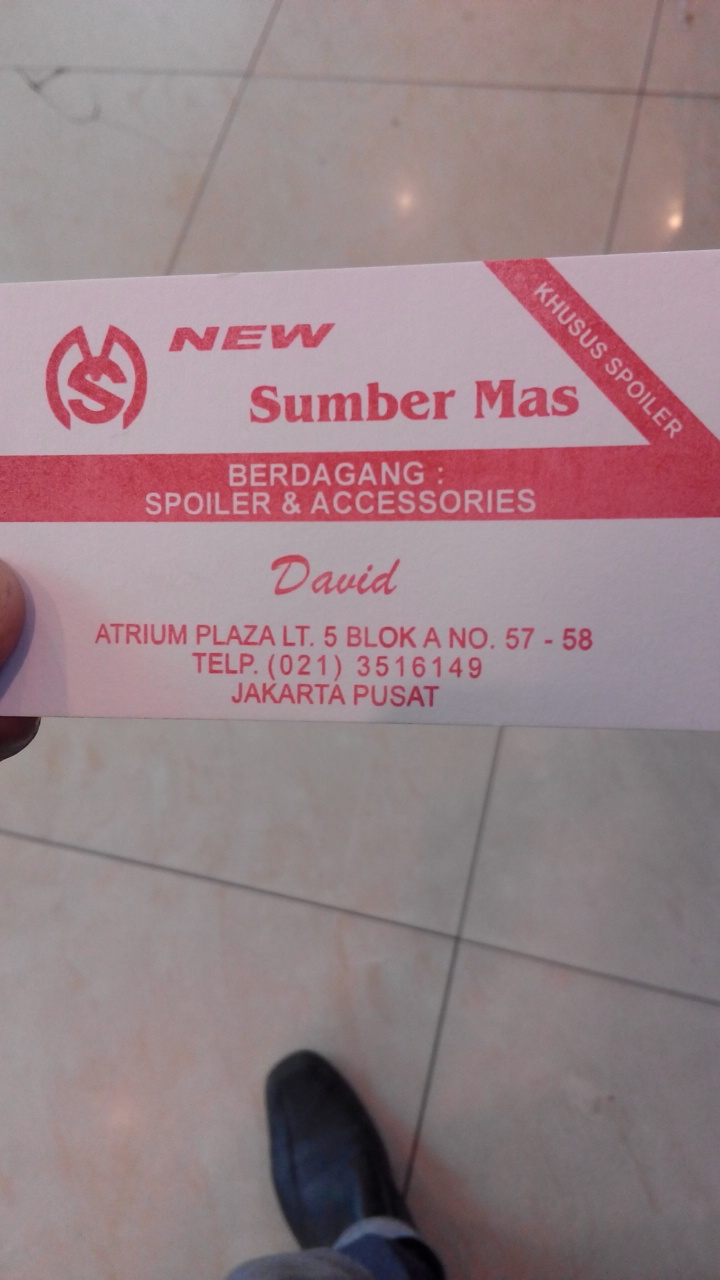 NEW
Sumber Mas
KHUSUS SPOILER
BERDAGANG :
SPOILER & ACCESSORIES
David
ATRIUM PLAZA LT. 5 BLOK A NO. 57 - 58
TELP. (021) 3516149
JAKARTA PUSAT